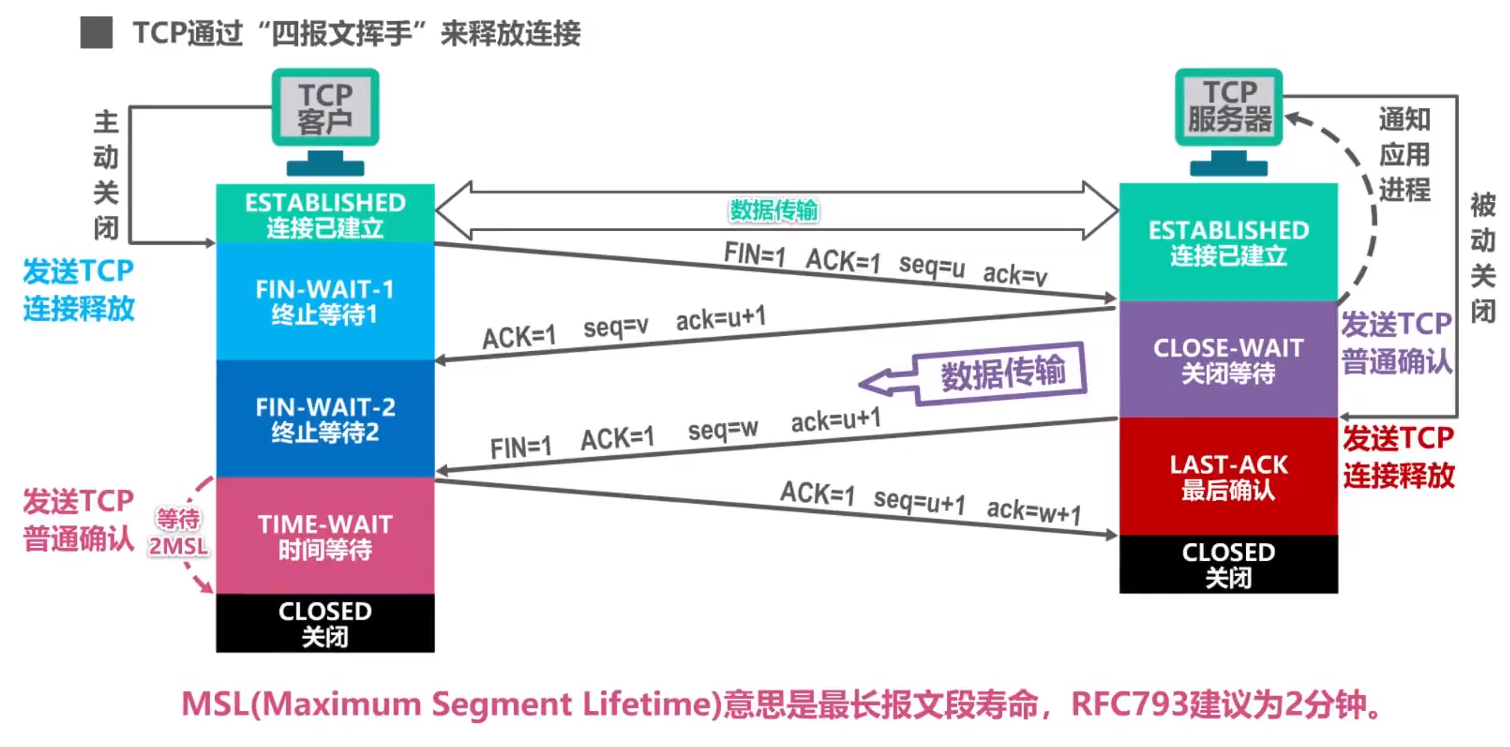 TCP通过“四报文挥手”来释放连接
TCP
客户
TCP
服务器
主
动
关
闭
通知
应用
进程
被
动
关
闭
ESTABLISHED
连接已建立
数据传输
ESTABLISHED
连接已建立
FIN=1 ACK=1 seq=u ack=v
发送TCP
连接释放
FIN-WAIT-1
终止等待1
ACK=1 seq=v ack=u+1
CLOSE-WAIT
关闭等待
发送TCP
普通确认
数据传输
FIN-WAIT-2
终止等待2
FIN=1 ACK=1 seq=w ack=u+1
LAST-ACK
最后确认
发送TCP
连接释放
发送TCP
普通确认
等待
2MSL
TIME-WAIT
时间等待
ACK=1 seq=u+1 ack=w+1
CLOSED
关闭
CLOSED
关闭
MSL(Maximum Segment Lifetime)意思是最长报文段寿命，RFC793建议为2分钟。